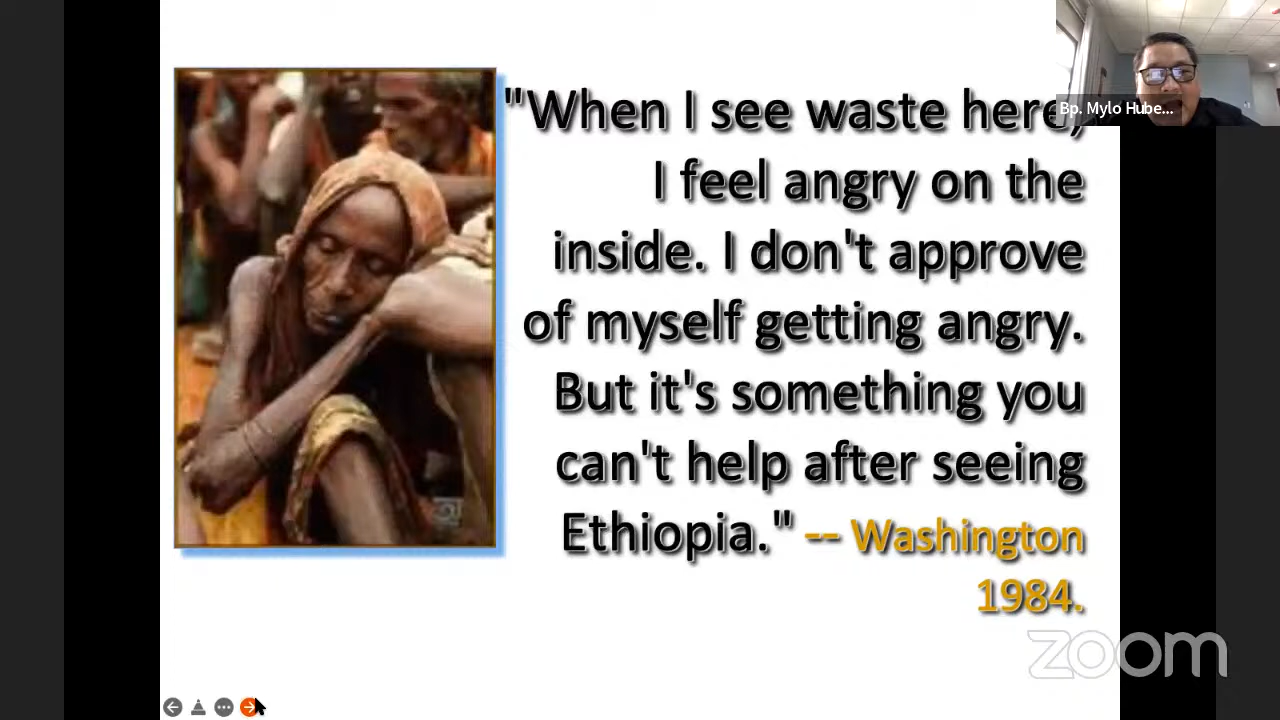 "When I see waste here,
I feel angry on the
inside. I don't approve
of myself getting angry.
But it's something you
can't help after seeing
Ethiopia." -- Washington
1984.
Bp. Mylo Hube...
zoom